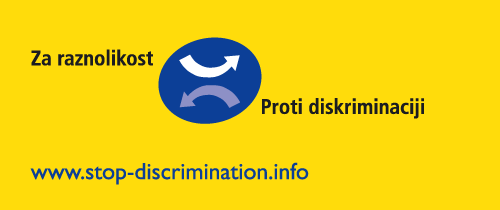 Za raznolikost
Proti diskriminaciji
www.stop-discrimination.info